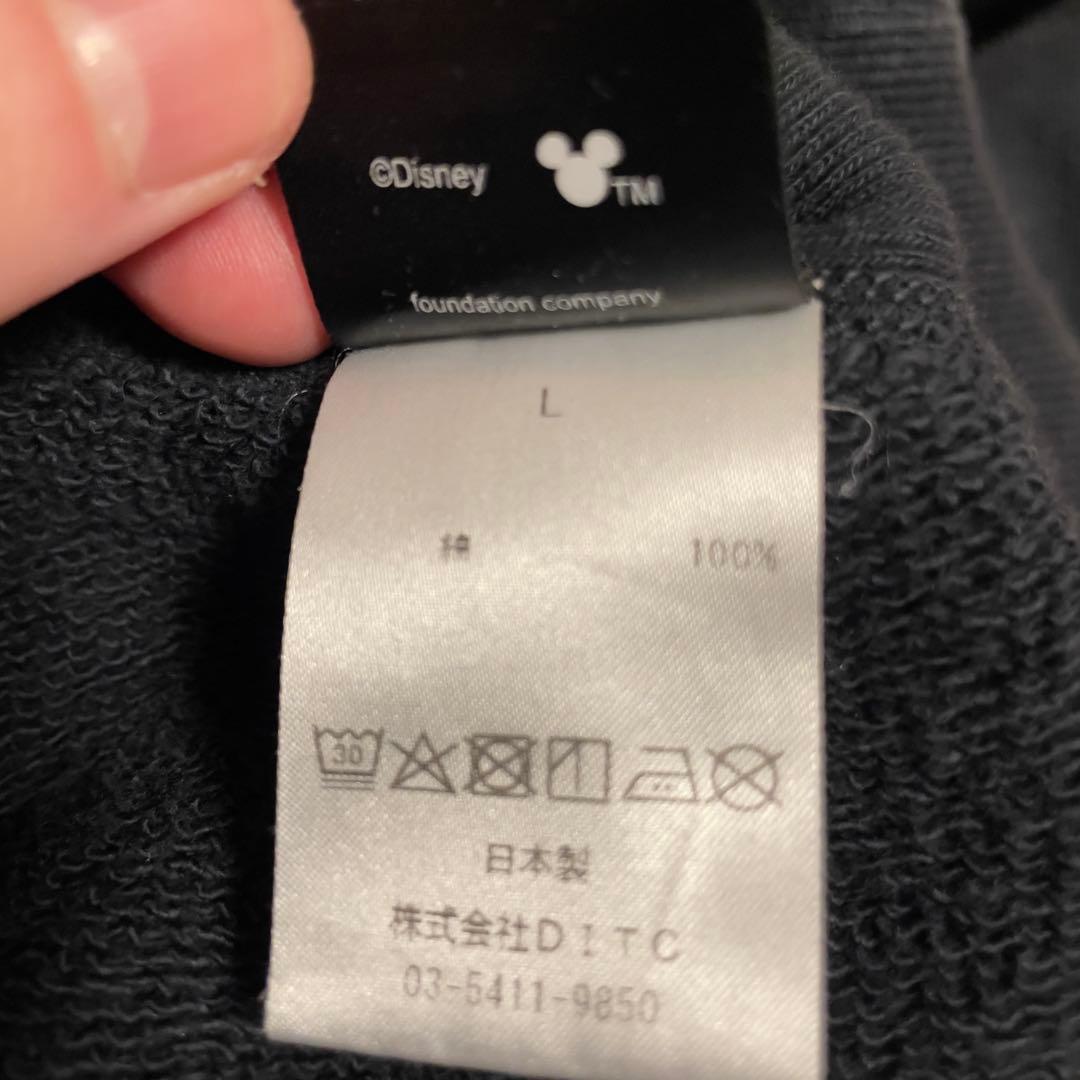 ©Disney TM
foundation company
L
綿 100%
30
日本製
株式会社DITC
03-5411-9850